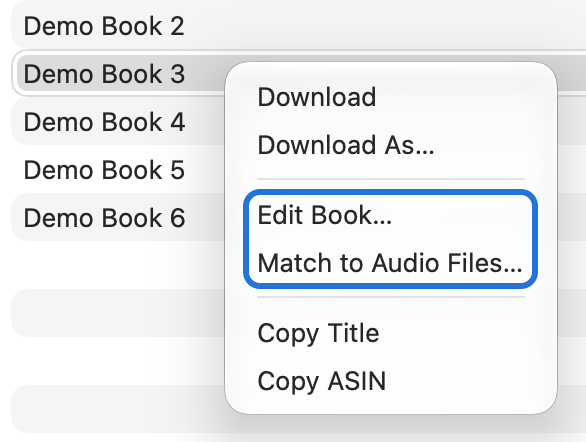 Demo Book 2
Demo Book 3
Demo Book 4
Demo Book 5
Demo Book 6
Download
Download As...
Edit Book...
Match to Audio Files...
Copy Title
Copy ASIN